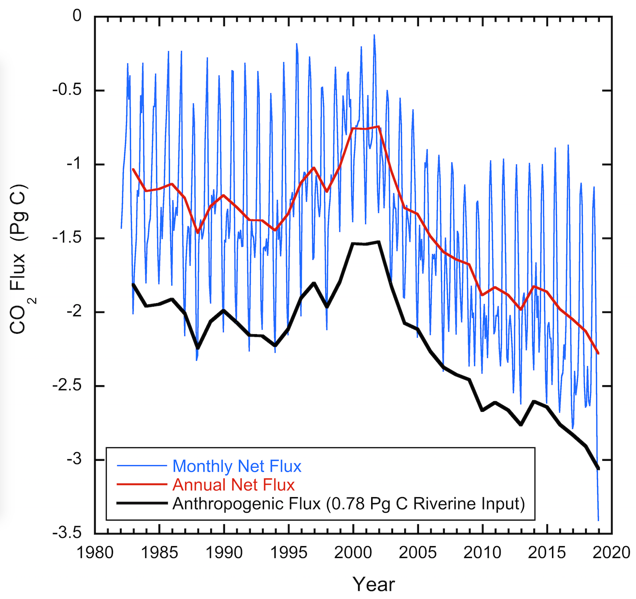 0
-0.5
-1
-1.5
-2
-2.5
-3
-3.5
CO2 Flux (Pg C)
Monthly Net Flux
Annual Net Flux
Anthropogenic Flux (0.78 Pg C Riverine Input)
1980 1985 1990 1995 2000 2005 2010 2015 2020
Year